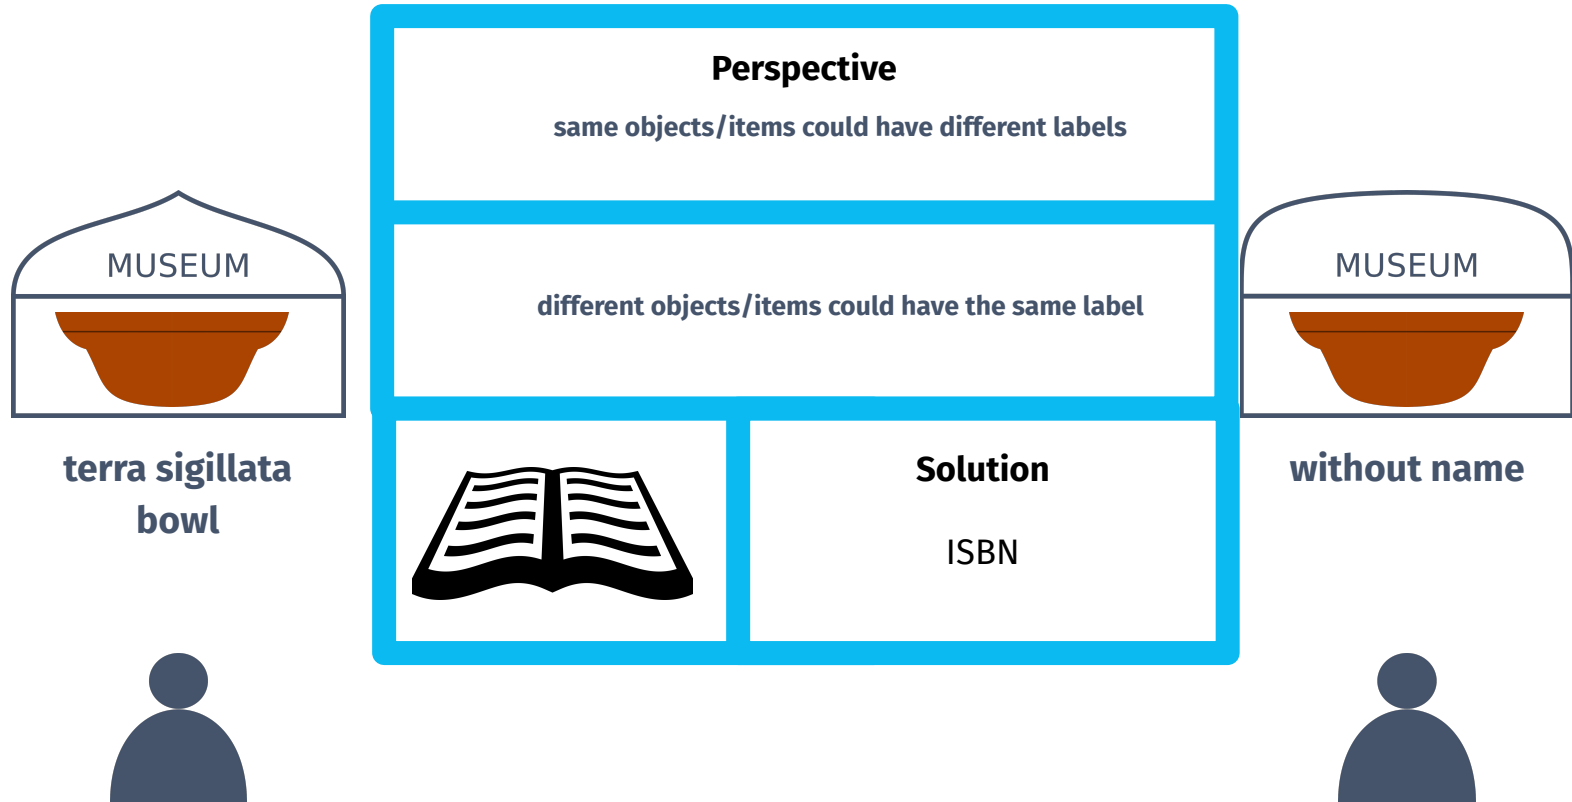 Perspective
same objects/items could have different labels
MUSEUM
MUSEUM
different objects/items could have the same label
terra sigillata
bowl
Solution
ISBN
without name